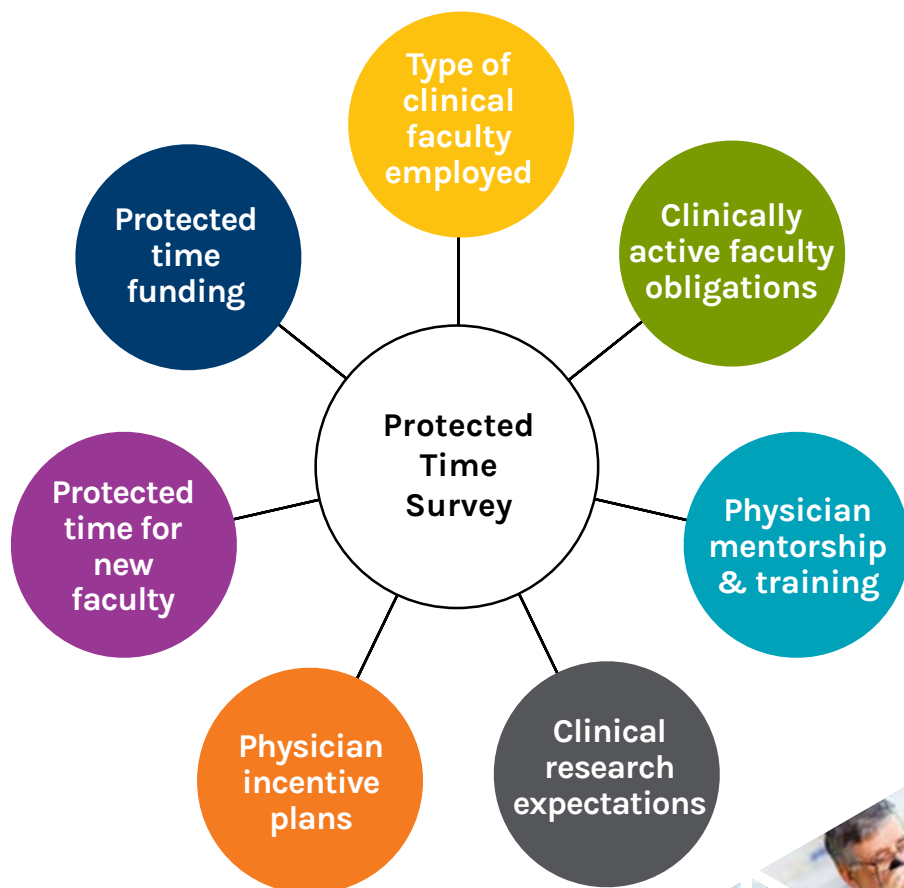 Type of
clinical
faculty
employed
Clinically
active faculty
obligations
Physician
mentorship
& training
Clinical
research
expectations
Physician
incentive
plans
Protected
time for
new
faculty
Protected
time
funding
Protected
Time
Survey